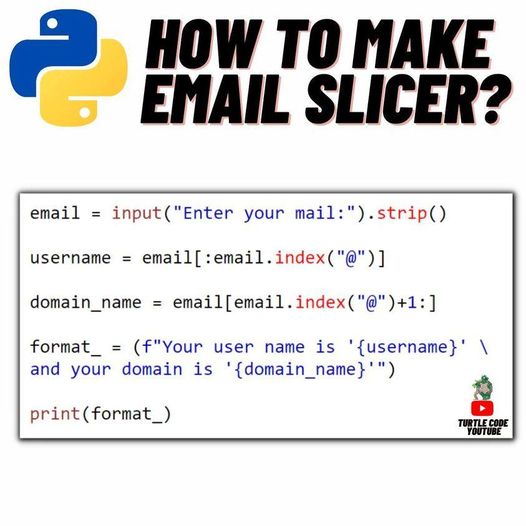 HOW TO MAKE
EMAIL SLICER?
email = input("Enter your mail:").strip()
username = email[:email.index("@")]
domain_name = email[email.index("@")+1:]
format_ = (f"Your user name is '{username}' \
and your domain is '{domain_name}'")
print(format_)
TURTLE CODE
YOUTUBE